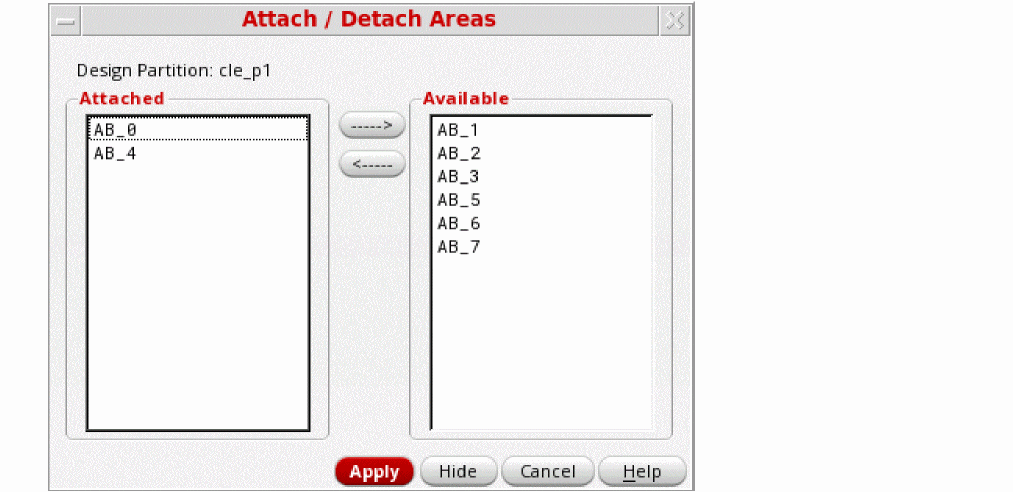 Attach / Detach Areas
Design Partition: cle_p1
Attached
AB_0
AB_4
----->
<-----
Available
AB_1
AB_2
AB_3
AB_5
AB_6
AB_7
Apply Hide Cancel Help